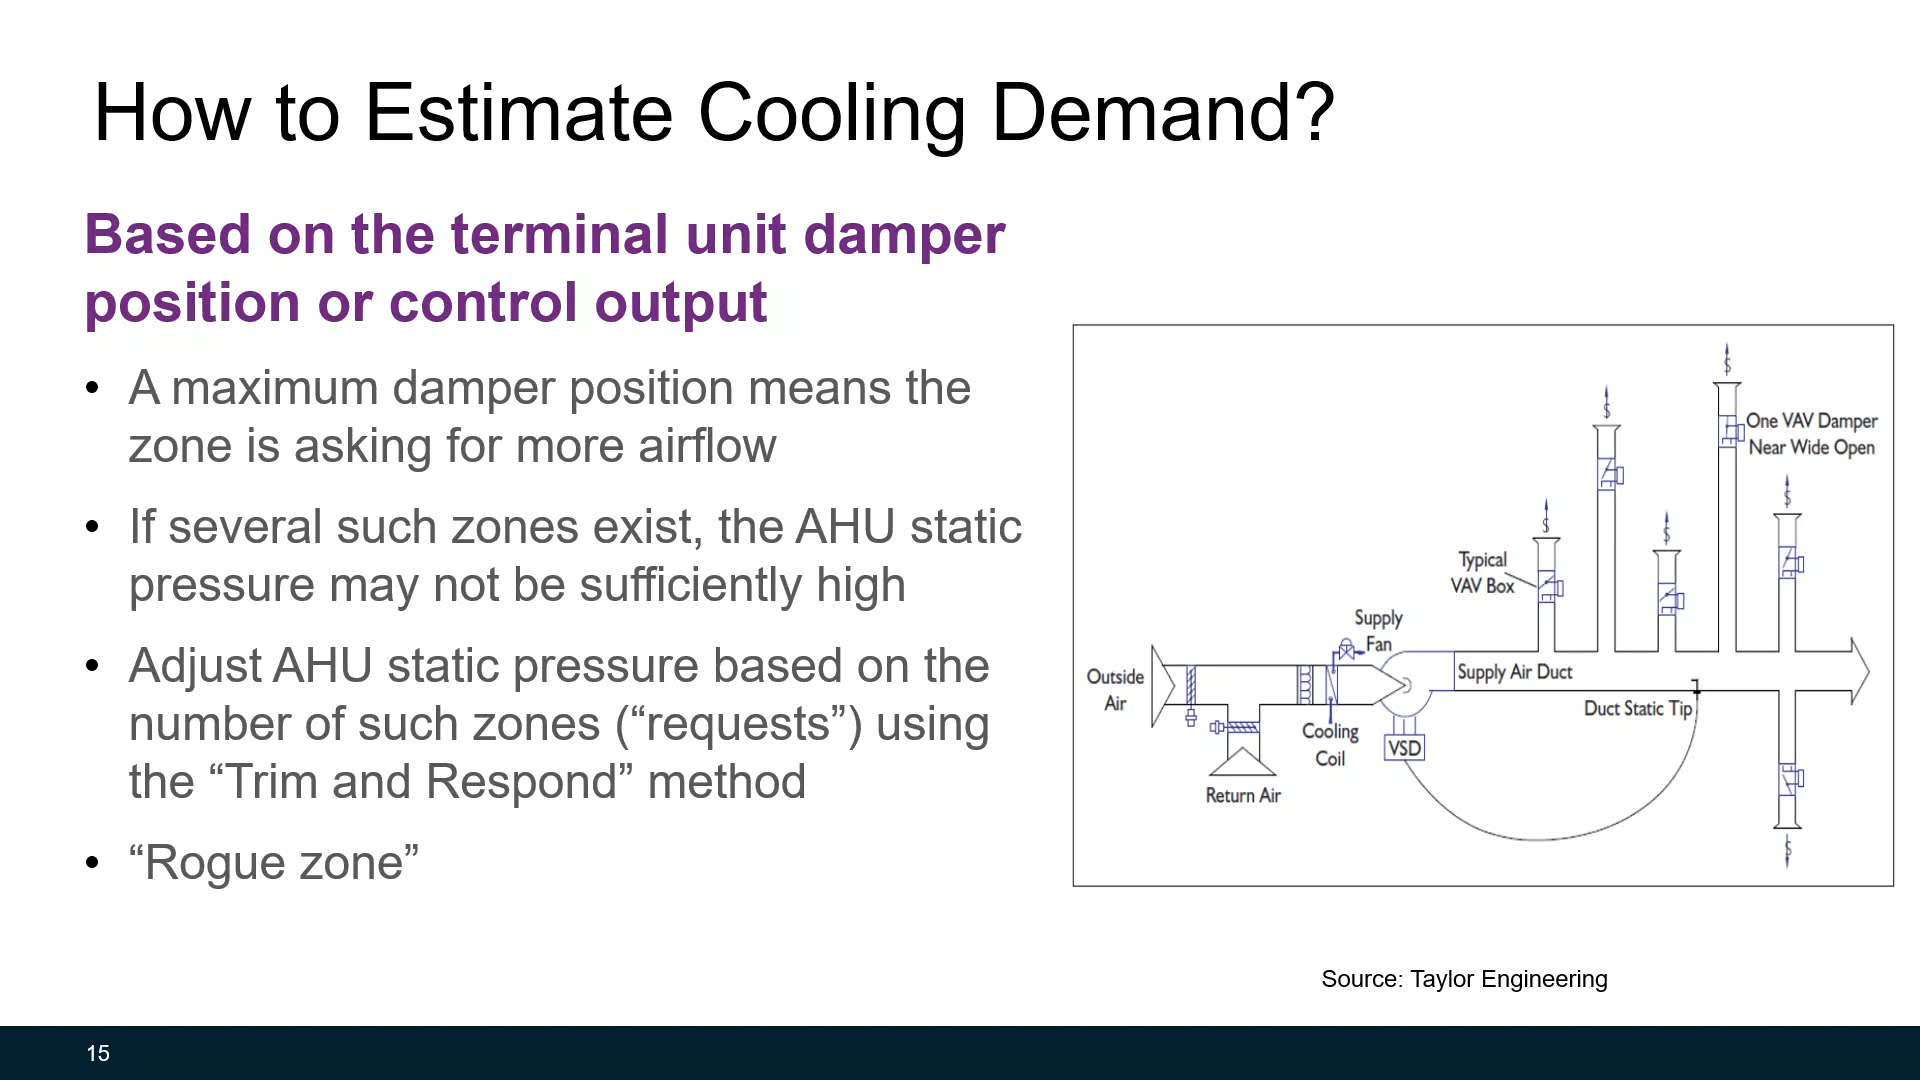 How to Estimate Cooling Demand?
Based on the terminal unit damper
position or control output
• A maximum damper position means the
zone is asking for more airflow
• If several such zones exist, the AHU static
pressure may not be sufficiently high
• Adjust AHU static pressure based on the
number of such zones (“requests”) using
the “Trim and Respond” method
• “Rogue zone”
One VAV Damper
Near Wide Open
Typical
VAV Box
Supply
Fan
Outside
Air
Supply Air Duct
Duct Static Tip
Cooling
Coil
VSD
Return Air
S
S
S
S
S
S
Source: Taylor Engineering
15